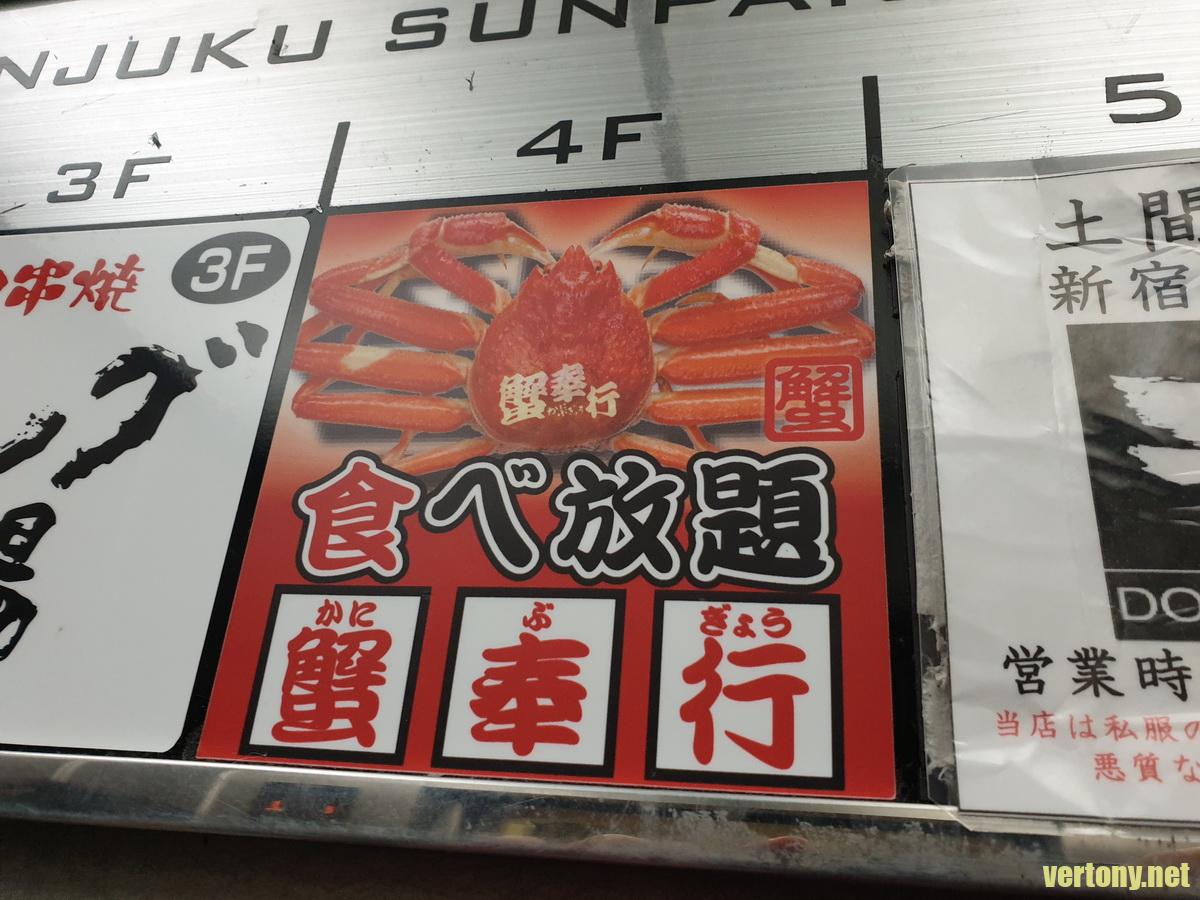 NJUKU SUNPA
3F
4F
5
串焼
3F
グ
蟹奉行
蟹
食べ放題
かに
ぶ
ぎょう
蟹
奉
行
土間
新宿
DO
営業時
当店は私服の
悪質な
vertony.net